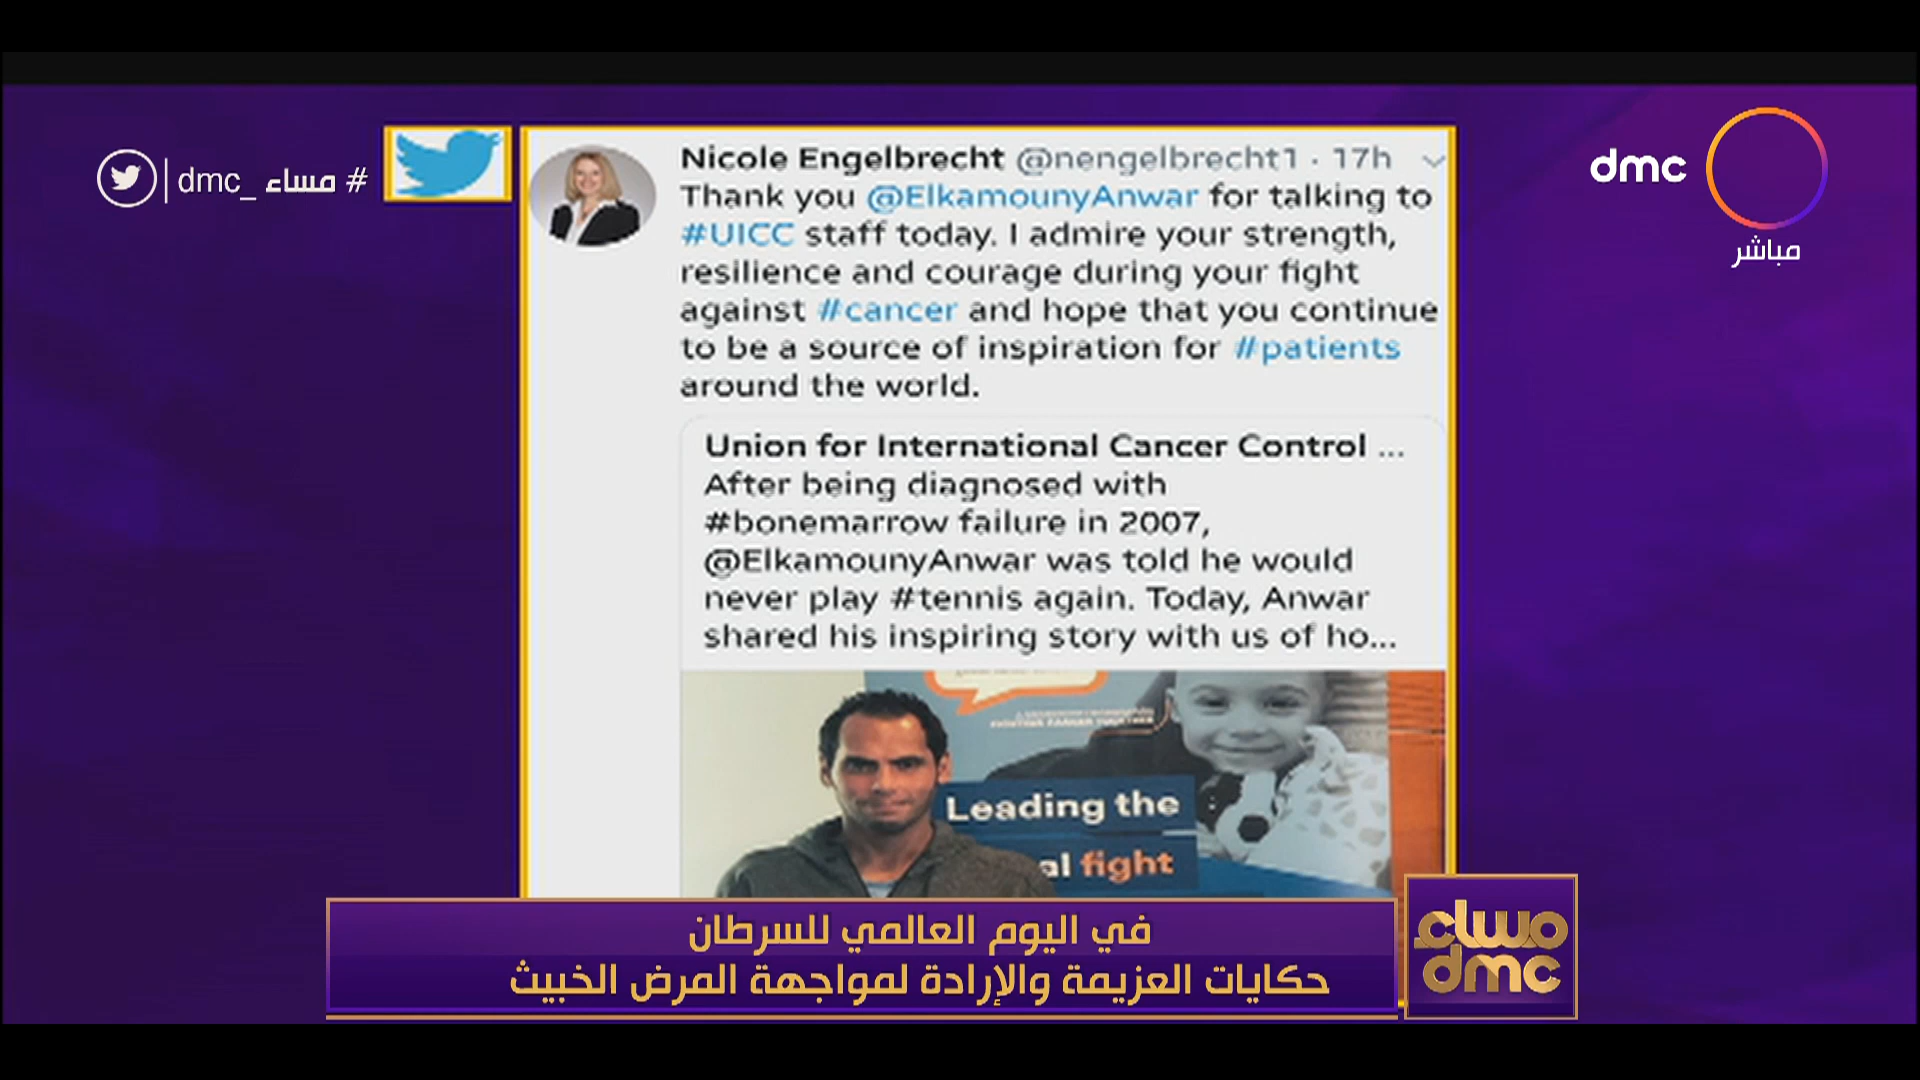 # مساء _dmc
dmc
مباشر
Nicole Engelbrecht @nengelbrecht1 · 17h
Thank you @ElkamounyAnwar for talking to
#UICC staff today. I admire your strength,
resilience and courage during your fight
against #cancer and hope that you continue
to be a source of inspiration for #patients
around the world.
Union for International Cancer Control ...
After being diagnosed with
#bonemarrow failure in 2007,
@ElkamounyAnwar was told he would
never play #tennis again. Today, Anwar
shared his inspiring story with us of ho...
Leading the
al fight
في اليوم العالمي للسرطان
حكايات العزيمة والإرادة لمواجهة المرض الخبيث
مساء
dmc